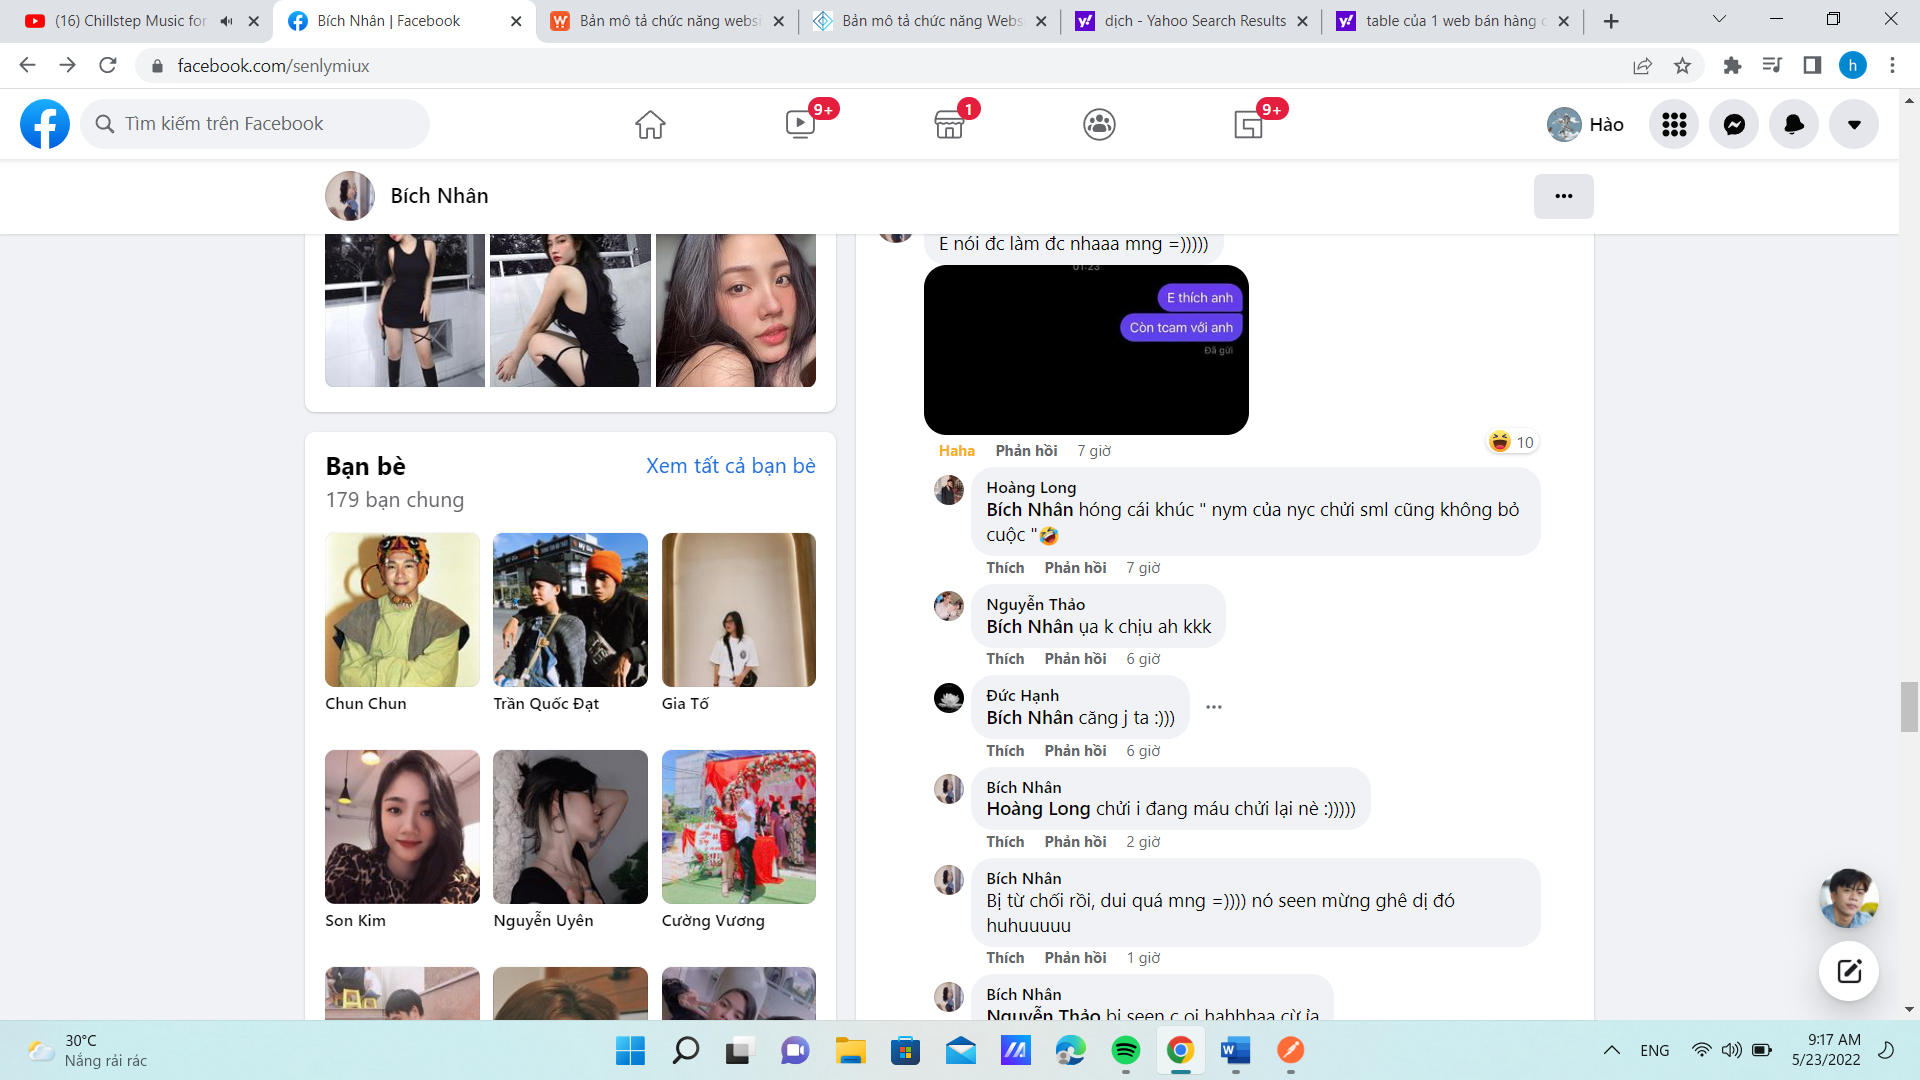 (16) Chillstep Music for
Bích Nhân | Facebook
Bản mô tả chức năng websi
Bản mô tả chức năng Webs
dịch - Yahoo Search Results
table của 1 web bán hàng
facebook.com/senlymiux
h
Tìm kiếm trên Facebook
9+
1
9+
Hào
Bích Nhân
E nói đc làm đc nhaaa mng =)))))
01:23
E thích anh
Còn tcam với anh
Đã gửi
Haha Phản hồi 7 giờ
10
Bạn bè
Xem tất cả bạn bè
179 bạn chung
Chun Chun
Trần Quốc Đạt
Gia Tố
Son Kim
Nguyễn Uyên
Cường Vương
Hoàng Long
Bích Nhân hóng cái khúc " nym của nyc chửi sml cũng không bỏ
cuộc "🤣
Thích Phản hồi 7 giờ
Nguyễn Thảo
Bích Nhân ụa k chịu ah kkk
Thích Phản hồi 6 giờ
Đức Hạnh
Bích Nhân căng j ta :)))
Thích Phản hồi 6 giờ
Bích Nhân
Hoàng Long chửi i đang máu chửi lại nè :)))))
Thích Phản hồi 2 giờ
Bích Nhân
Bị từ chối rồi, dui quá mng =)))) nó seen mừng ghê dị đó
huhuuuuu
Thích Phản hồi 1 giờ
Bích Nhân
Nguyễn Thảo bị seen c ơi hahhhaa cừ ỉa
30°C
Nắng rải rác
ENG
9:17 AM
5/23/2022